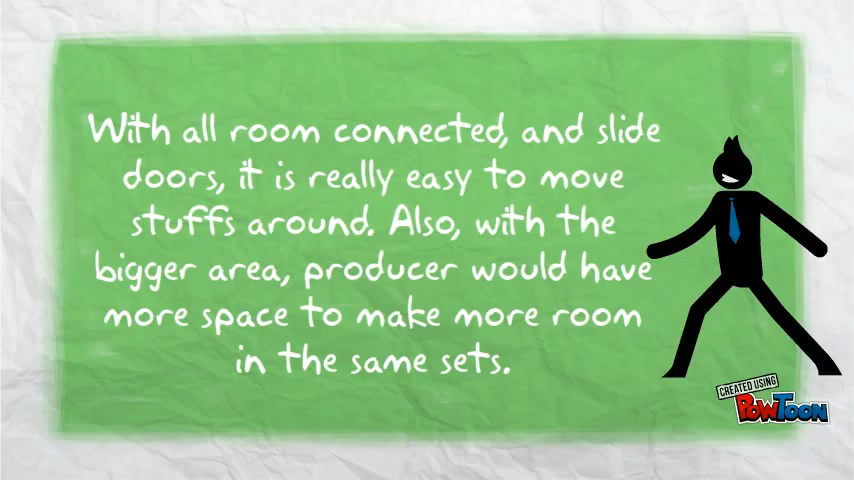 With all room connected, and slide
doors, it is really easy to move
stuffs around. Also, with the
bigger area, producer would have
more space to make more room
in the same sets.
CREATED USING
POWTOON